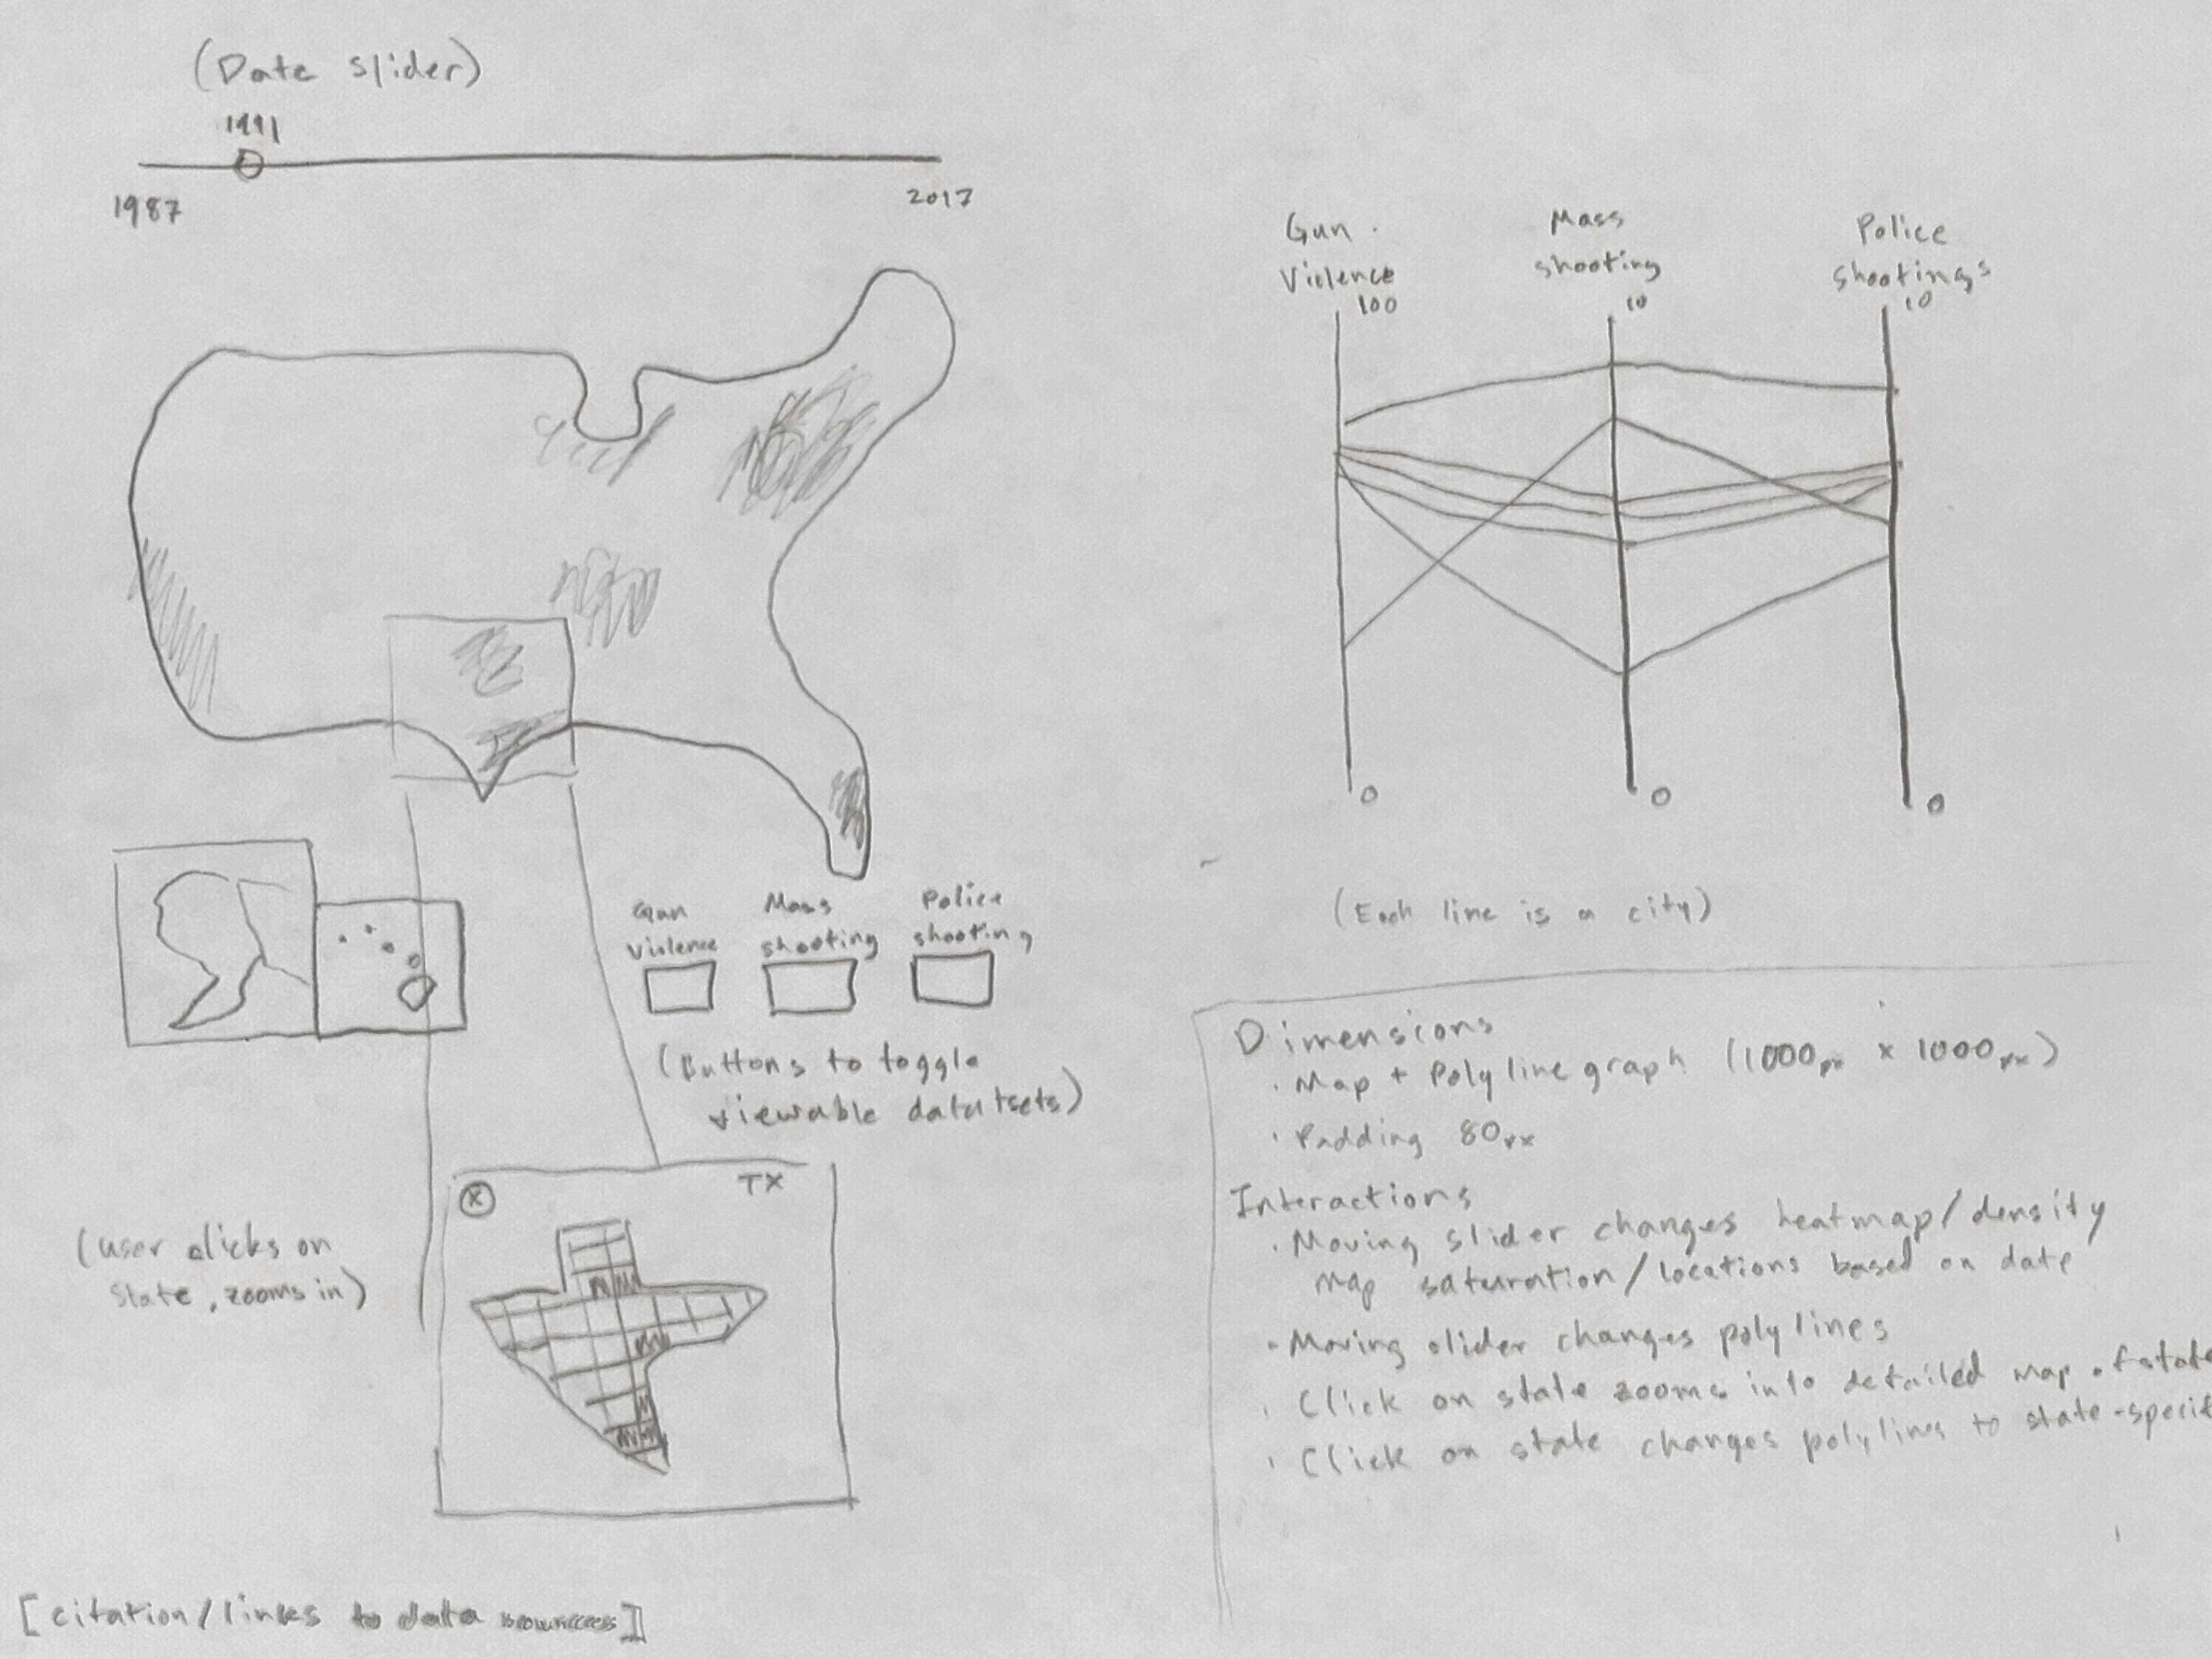 (Date slider)
1991
1987
2017
Gun
Violence
100
Mass
shooting
10
Police
shootings
10
0
0
0
(Each line is a city)
Gun
violence
Mass
shooting
Police
shooting
(Buttons to toggle
viewable datatsets)
TX
X
(user clicks on
state, zooms in)
[citation/links to data
Dimensions
· Map + Polyline graph (1000px x 1000px)
· Padding 80px
Interactions
· Moving slider changes heatmap/density
map saturation/locations based on date
· Moving slider changes polylines
· Click on state zooms into detailed map of state
· Click on state changes polylines to state-specif